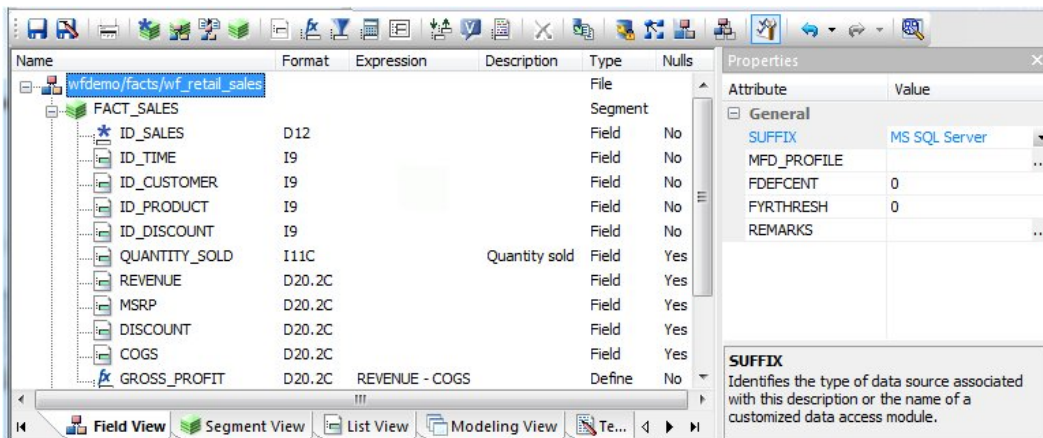 Name Format Expression Description Type Nulls
wfdemo/facts/wf_retail_sales File
FACT_SALES Segment
ID_SALES D12 Field No
ID_TIME I9 Field No
ID_CUSTOMER I9 Field No
ID_PRODUCT I9 Field No
ID_DISCOUNT I9 Field No
QUANTITY_SOLD I11C Quantity sold Field Yes
REVENUE D20.2C Field Yes
MSRP D20.2C Field Yes
DISCOUNT D20.2C Field Yes
COGS D20.2C Field Yes
GROSS_PROFIT D20.2C REVENUE - COGS Define No
Field View Segment View List View Modeling View Te...
Properties
Attribute Value
General
SUFFIX MS SQL Server
MFD_PROFILE
FDEFCENT 0
FYRTHRESH 0
REMARKS
SUFFIX
Identifies the type of data source associated
with this description or the name of a
customized data access module.